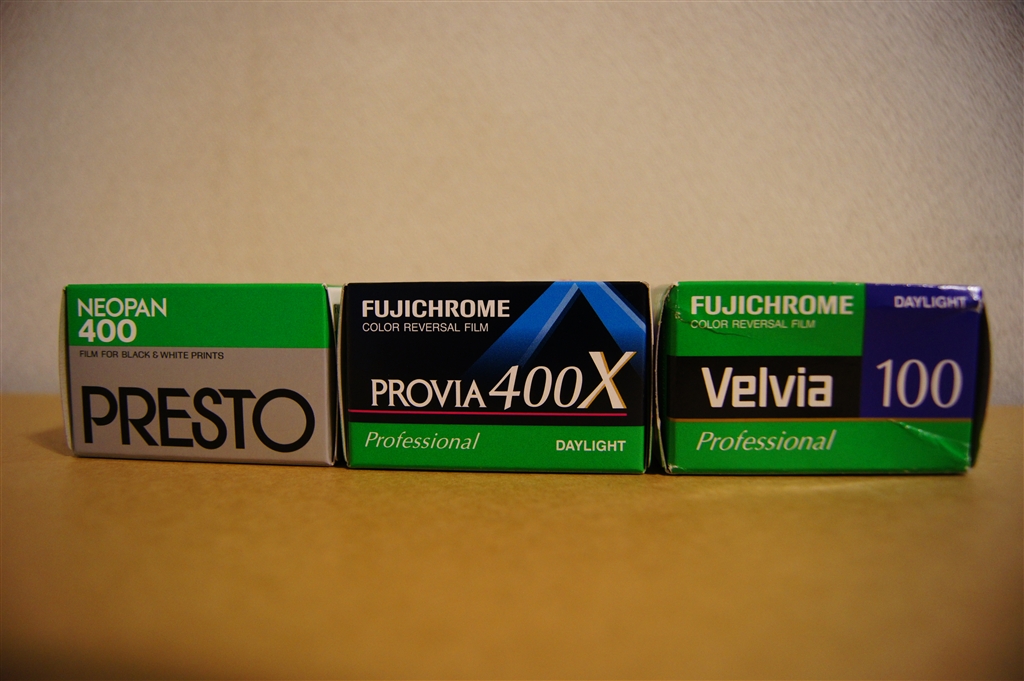 NEOPAN
400
FILM FOR BLACK & WHITE PRINTS
PRESTO
FUJICHROME
COLOR REVERSAL FILM
PROVIA 400X
Professional
DAYLIGHT
FUJICHROME
COLOR REVERSAL FILM
DAYLIGHT
Velvia
100
Professional